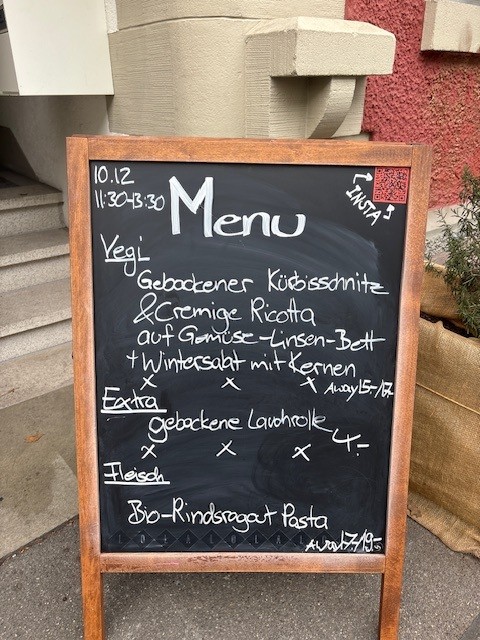 10.12
11:30-13:30
Menu
INSTA
Vegi
Gebackener Kürbisschnitz
& Cremige Ricotta
auf Gemüse-Linsen-Bett
+ Wintersalat mit Kernen
x x x Away 15.-/17.-
Extra
gebackene Lauchrolle 4.-
x x x
Fleisch
Bio-Rindsragout Pasta
Away 17.-/19.-